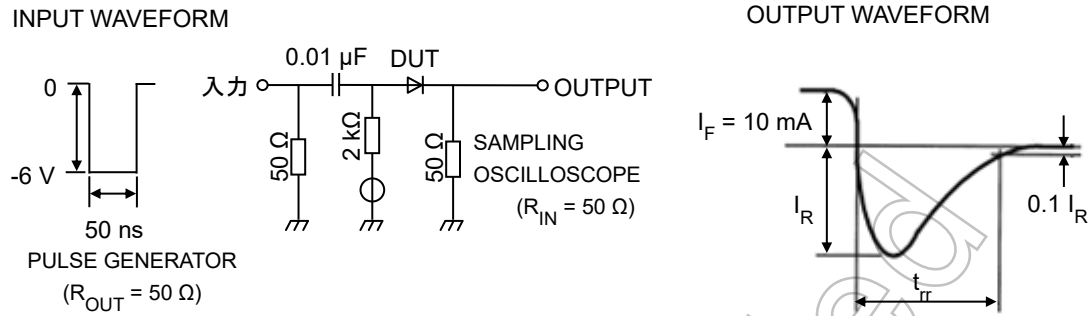 INPUT WAVEFORM
0
-6 V
50 ns
PULSE GENERATOR
(R_OUT = 50 Ω)
入力
0.01 µF
DUT
OUTPUT
50 Ω
2 kΩ
50 Ω
SAMPLING
OSCILLOSCOPE
(R_IN = 50 Ω)
OUTPUT WAVEFORM
I_F = 10 mA
I_R
0.1 I_R
t_rr